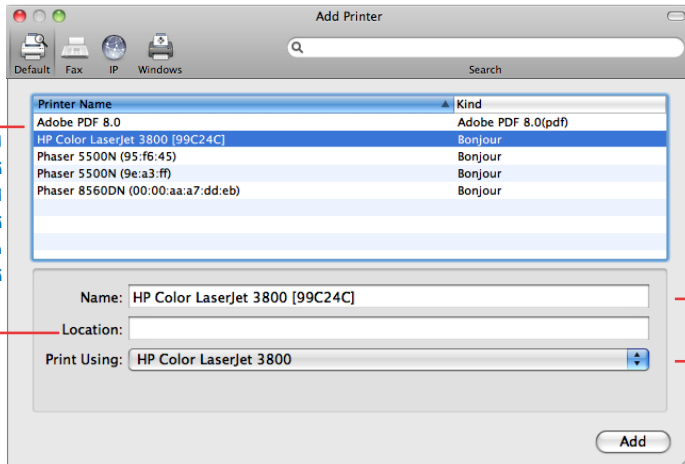 Add Printer
Default Fax IP Windows Search
Printer Name Kind
Adobe PDF 8.0 Adobe PDF 8.0(pdf)
HP Color LaserJet 3800 [99C24C] Bonjour
Phaser 5500N (95:f6:45) Bonjour
Phaser 5500N (9e:a3:ff) Bonjour
Phaser 8560DN (00:00:aa:a7:dd:eb) Bonjour
Name: HP Color LaserJet 3800 [99C24C]
Location:
Print Using: HP Color LaserJet 3800
Add